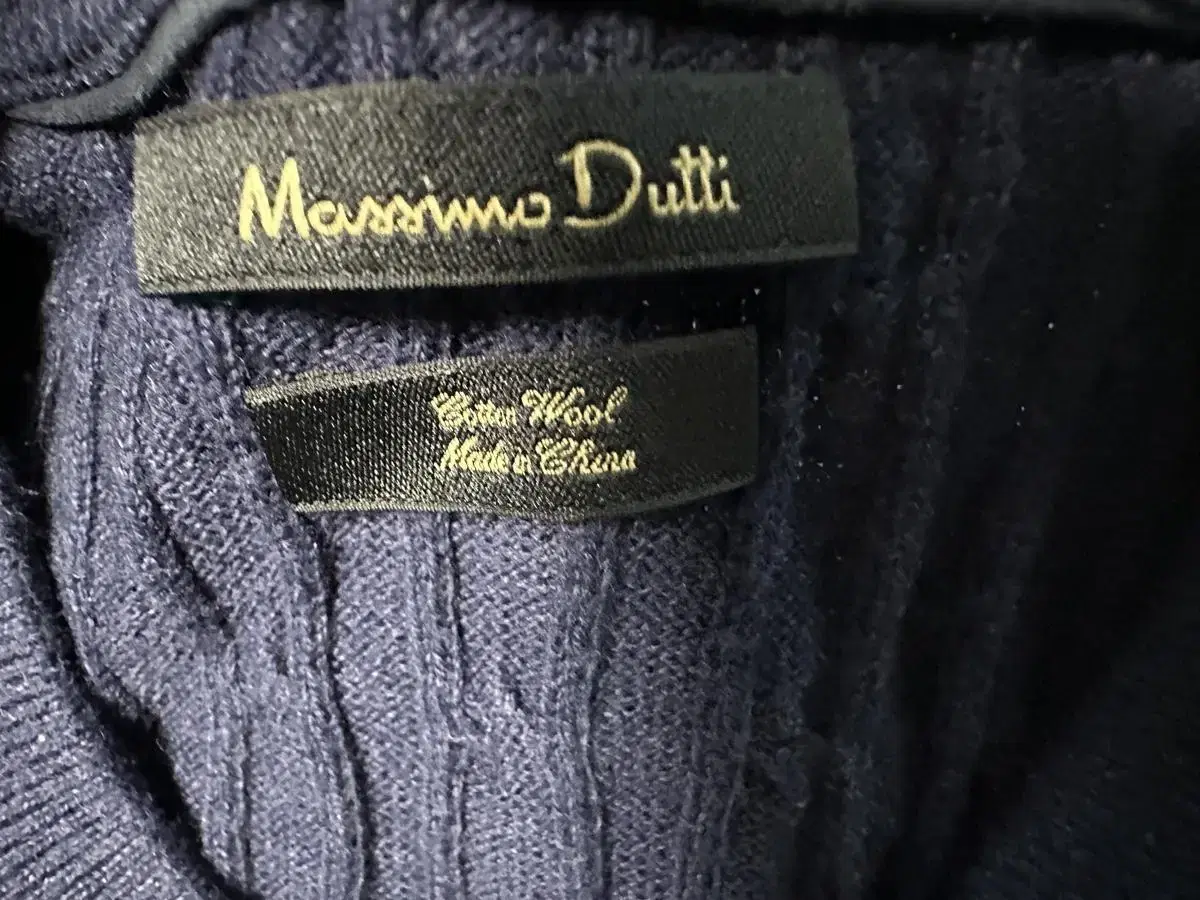 Massimo Dutti
Cotton Wool
Made in China